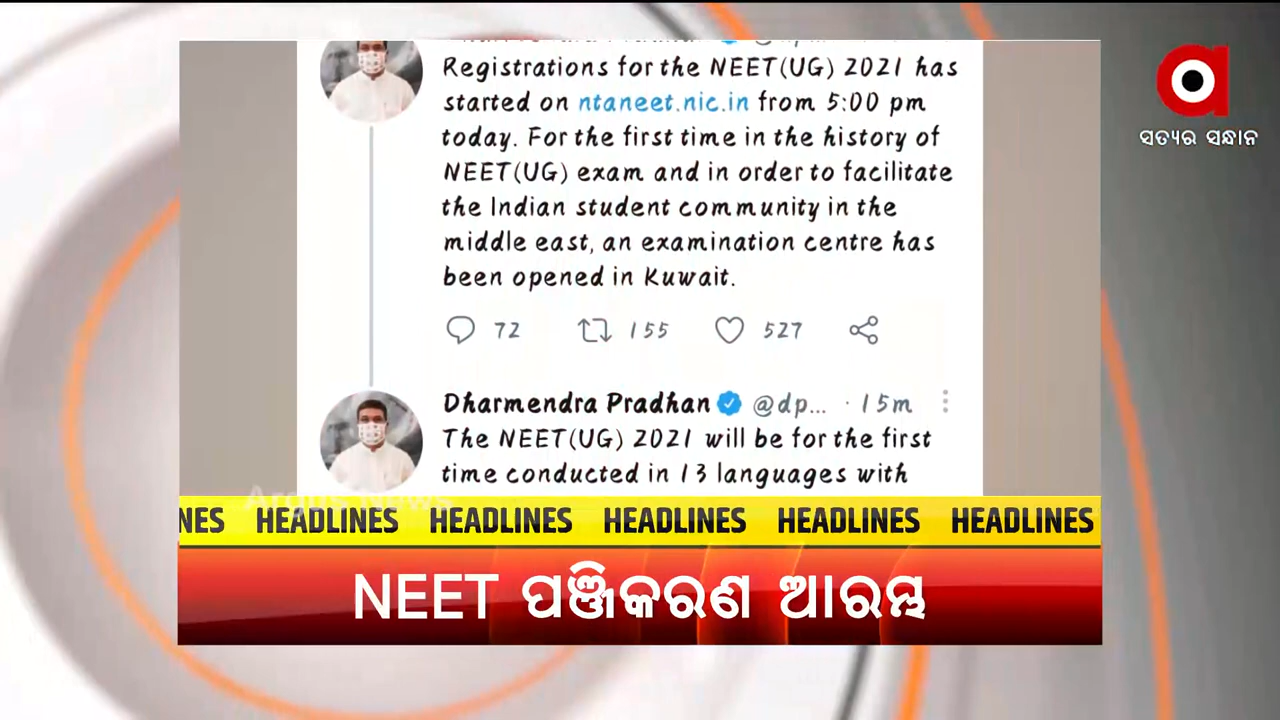 Registrations for the NEET(UG) 2021 has
started on ntaneet.nic.in from 5:00 pm
today. For the first time in the history of
NEET(UG) exam and in order to facilitate
the Indian student community in the
middle east, an examination centre has
been opened in Kuwait.
72 155 527
Dharmendra Pradhan @dp... · 15m
The NEET(UG) 2021 will be for the first
time conducted in 13 languages with
Argus News
NES HEADLINES HEADLINES HEADLINES HEADLINES HEADLINES
NEET ପଞ୍ଜିକରଣ ଆରମ୍ଭ
ସତ୍ୟର ସନ୍ଧାନ